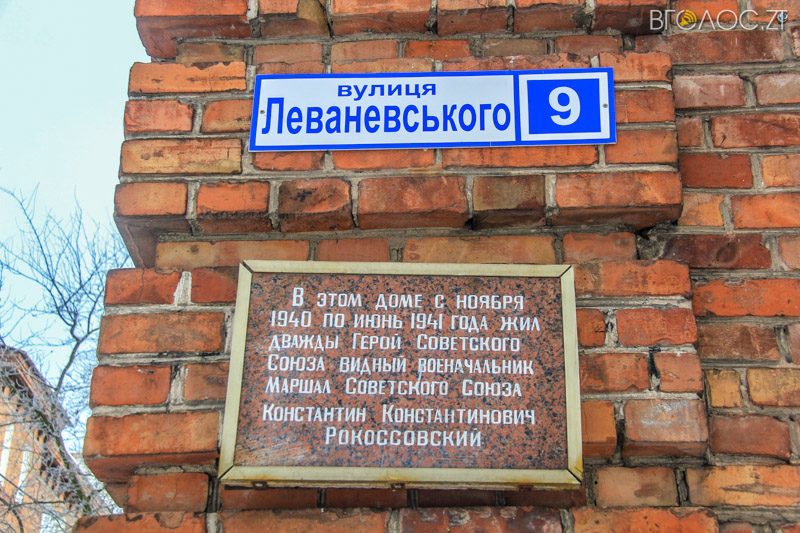 ВГОЛОС.ZT
вулиця
Леваневського 9
В этом доме с ноября
1940 по июнь 1941 года жил
дважды Герой Советского
Союза видный военачальник
маршал Советского Союза
Константин Константинович
Рокоссовский